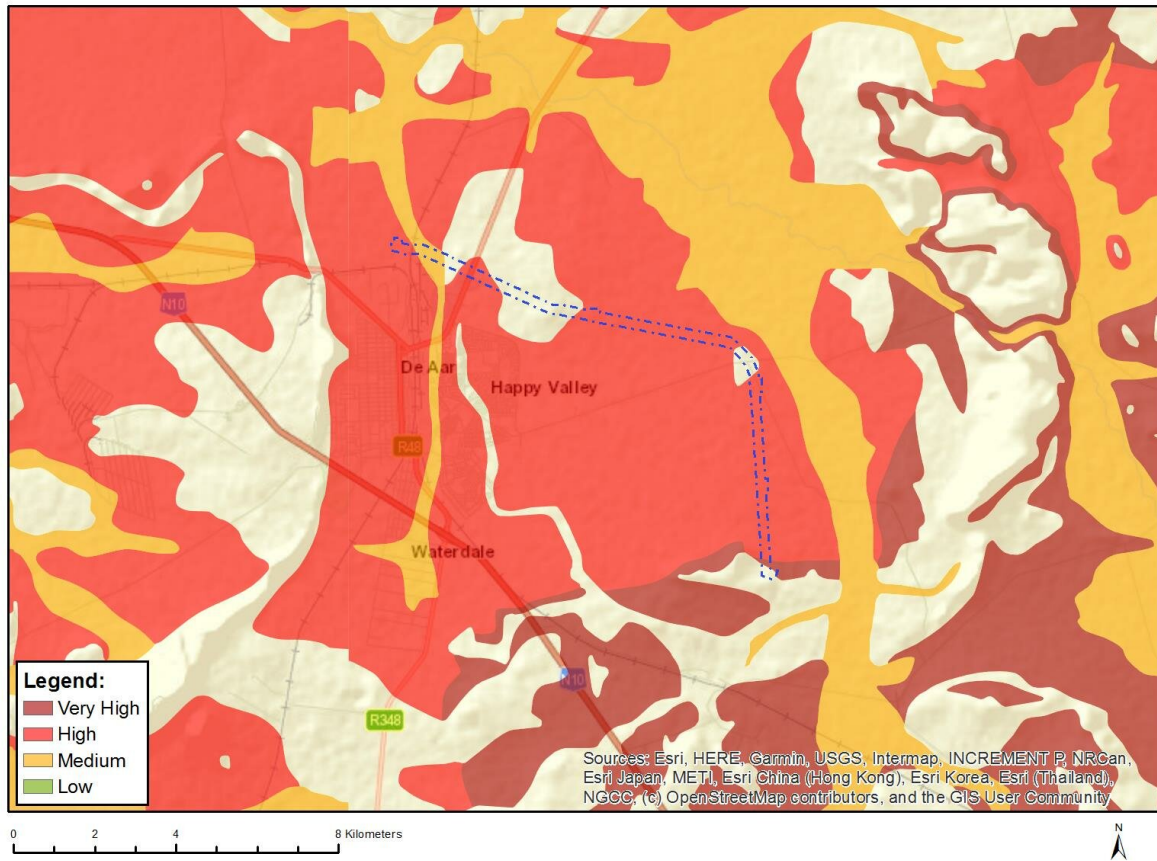 N10
De Aar
Happy Valley
R48
Waterdale
N10
R348
Legend:
Very High
High
Medium
Low
Sources: Esri, HERE, Garmin, USGS, Intermap, INCREMENT P, NRCan,
Esri Japan, METI, Esri China (Hong Kong), Esri Korea, Esri (Thailand),
NGCC, (c) OpenStreetMap contributors, and the GIS User Community
0 2 4 8 Kilometers
N